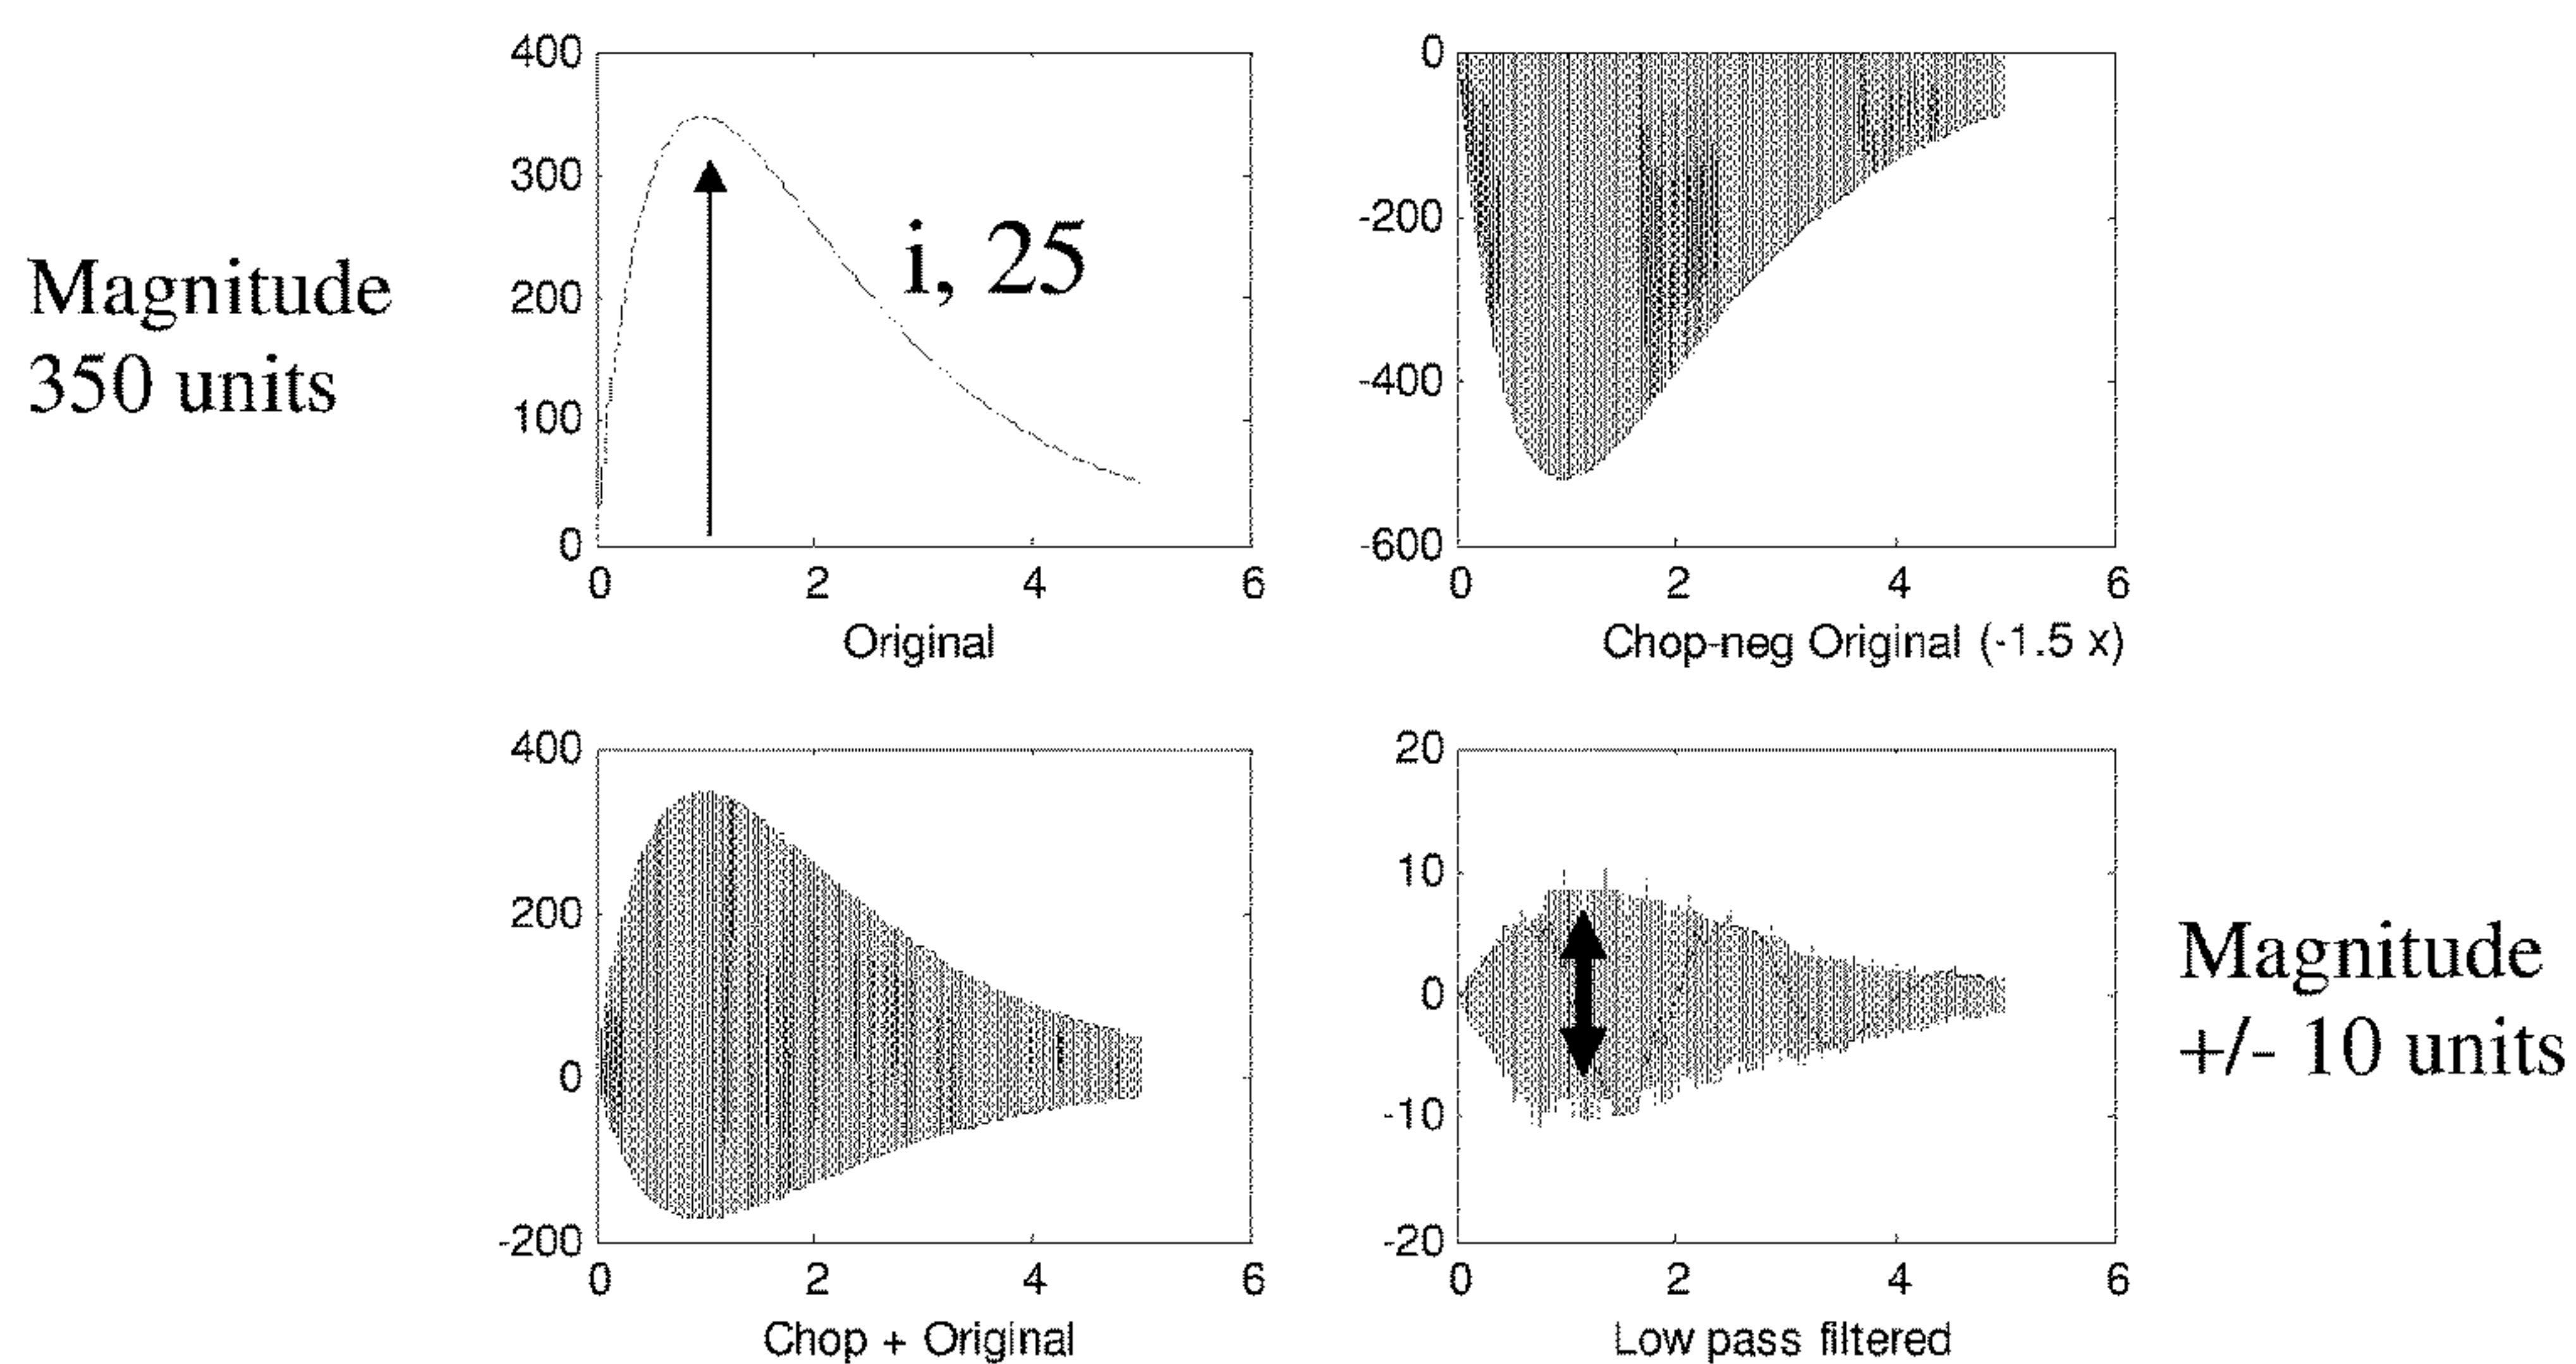 Magnitude
350 units
400
300
200
100
0
0 2 4 6
Original
i, 25
0
-200
-400
-600
0 2 4 6
Chop-neg Original (-1.5 x)
400
200
0
-200
0 2 4 6
Chop + Original
20
10
0
-10
-20
0 2 4 6
Low pass filtered
Magnitude
+/- 10 units